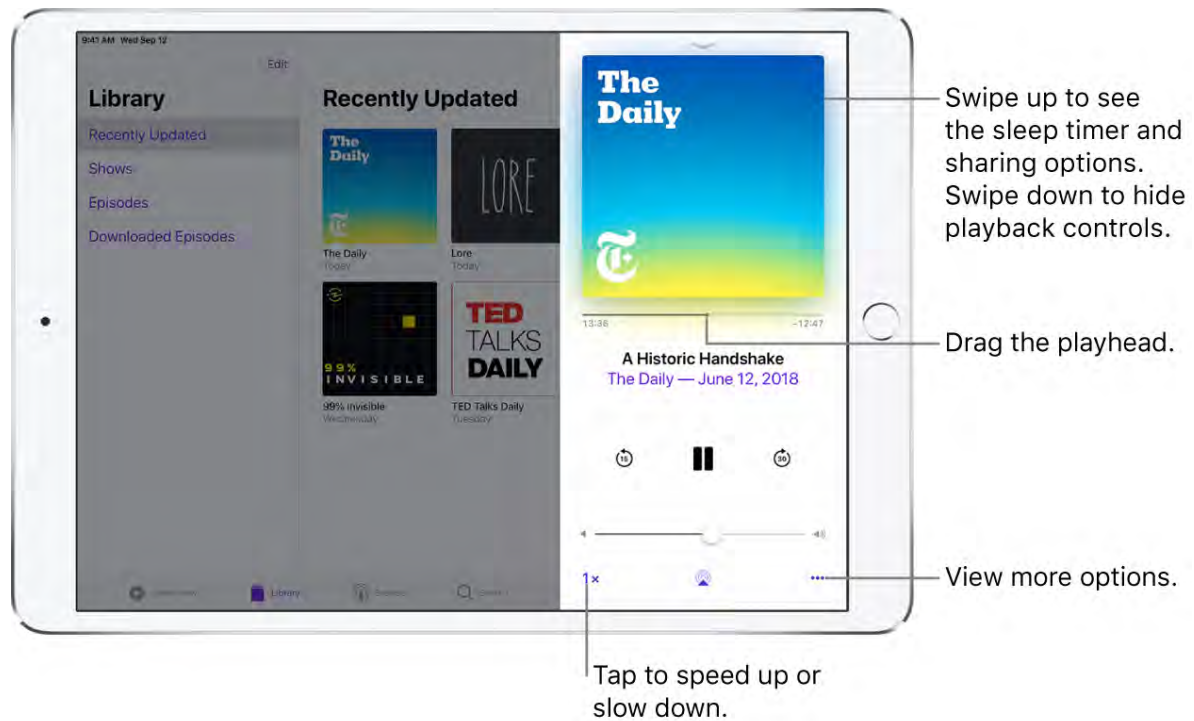 9:41 AM Wed Sep 12
Edit
Library
Recently Updated
Shows
Episodes
Downloaded Episodes
Recently Updated
The
Daily
The Daily
Today
LORE
Lore
Today
99%
INVISIBLE
99% Invisible
Wednesday
TED
TALKS
DAILY
TED Talks Daily
Tuesday
Library
The
Daily
13:36
-12:47
A Historic Handshake
The Daily — June 12, 2018
15
30
1x
Swipe up to see
the sleep timer and
sharing options.
Swipe down to hide
playback controls.
Drag the playhead.
View more options.
Tap to speed up or
slow down.